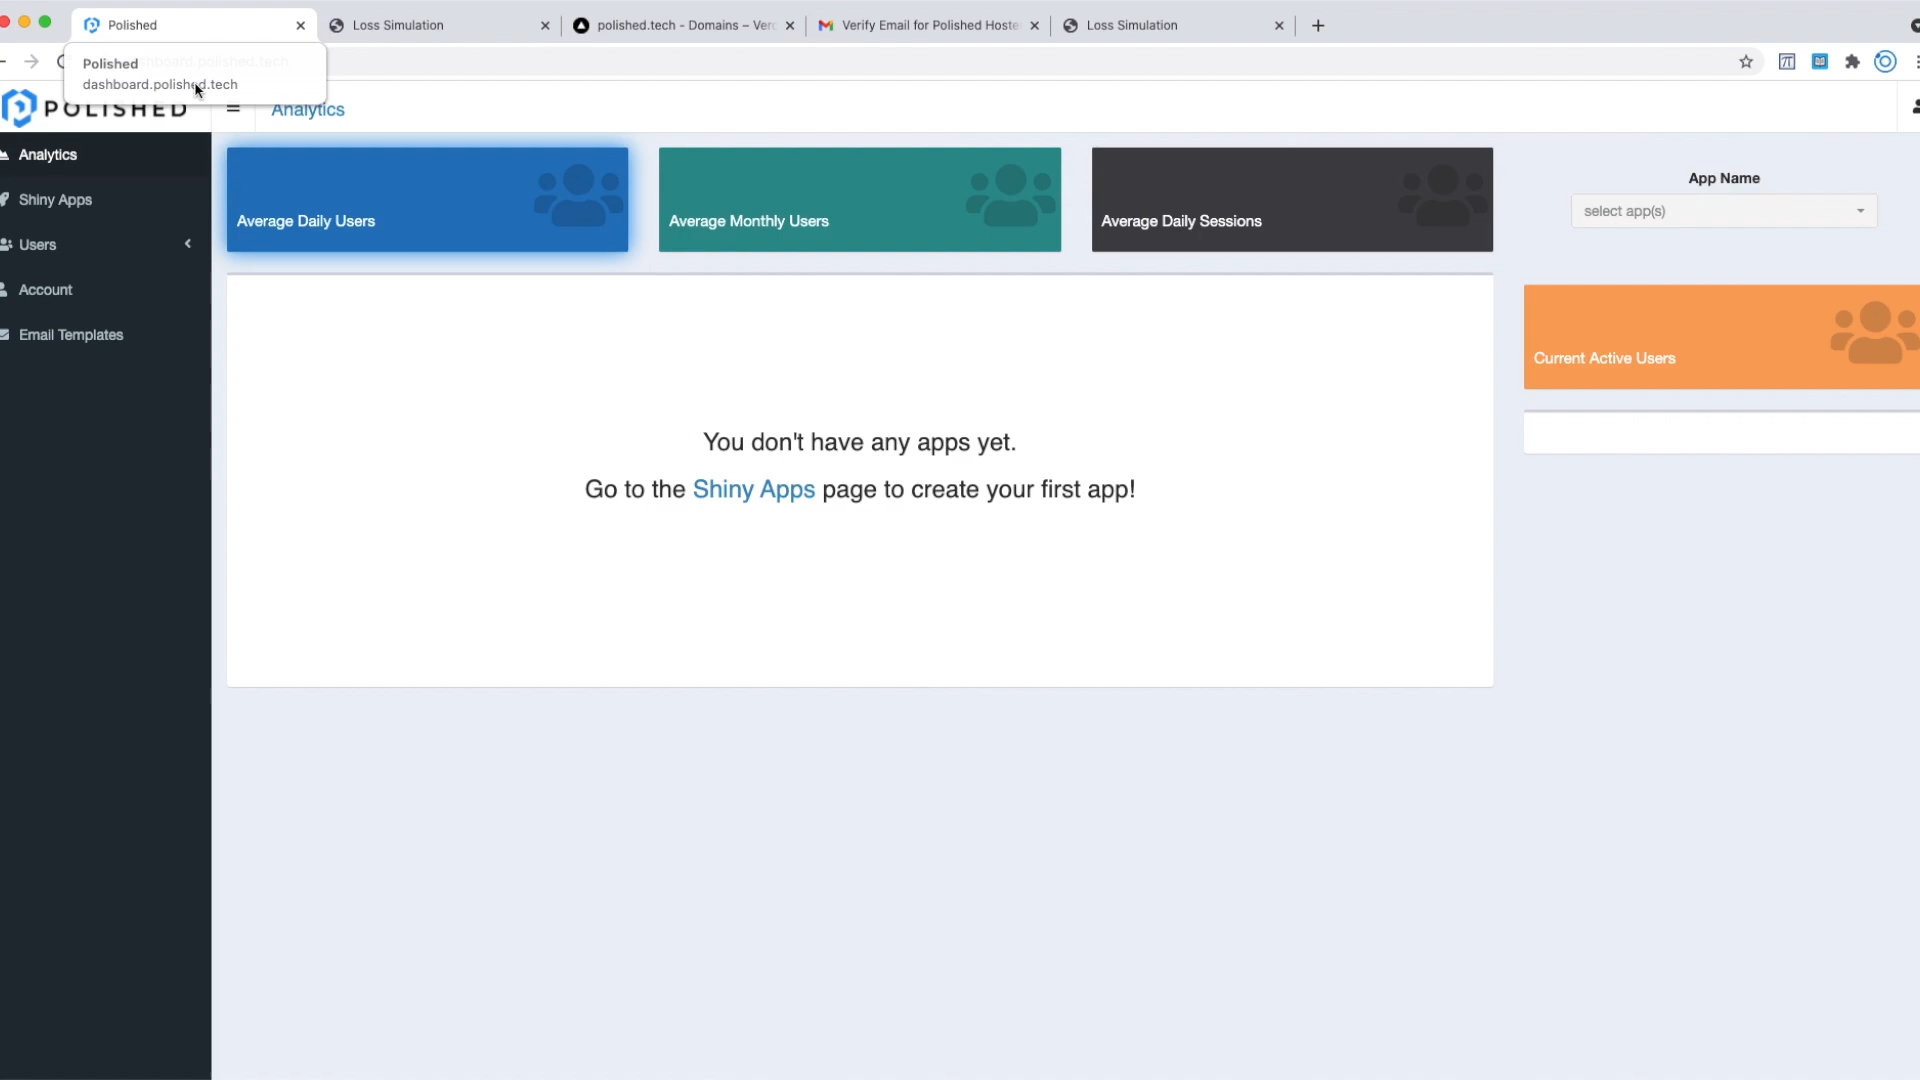 Polished
Loss Simulation
polished.tech - Domains – Verc
Verify Email for Polished Hoste
Loss Simulation
Polished
dashboard.polished.tech
POLISHED
Analytics
Analytics
Shiny Apps
Users
Account
Email Templates
Average Daily Users
Average Monthly Users
Average Daily Sessions
App Name
select app(s)
Current Active Users
You don't have any apps yet.
Go to the Shiny Apps page to create your first app!